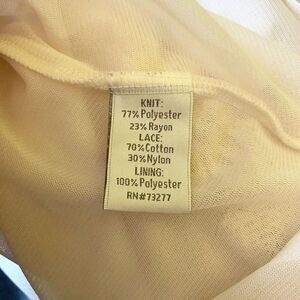 KNIT:
77% Polyester
23% Rayon
LACE:
70% Cotton
30% Nylon
LINING:
100% Polyester
RN#73277